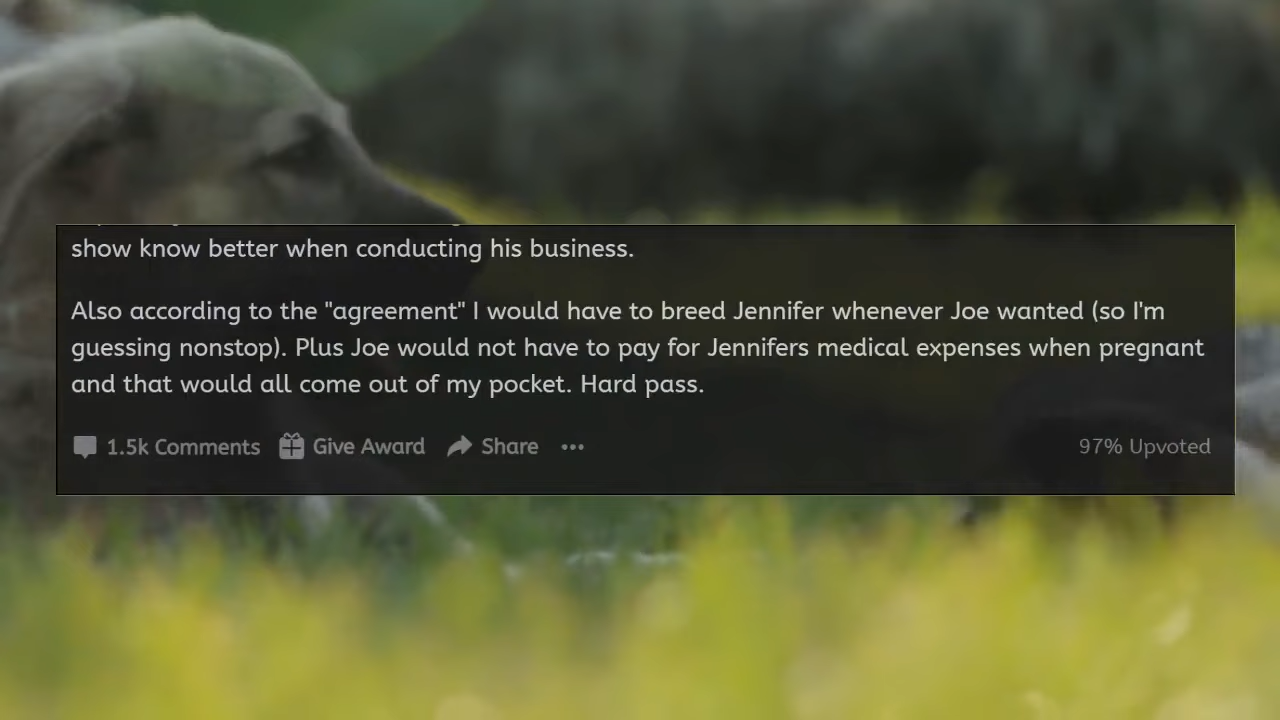 show know better when conducting his business.
Also according to the "agreement" I would have to breed Jennifer whenever Joe wanted (so I'm
guessing nonstop). Plus Joe would not have to pay for Jennifers medical expenses when pregnant
and that would all come out of my pocket. Hard pass.
1.5k Comments Give Award Share ••• 97% Upvoted